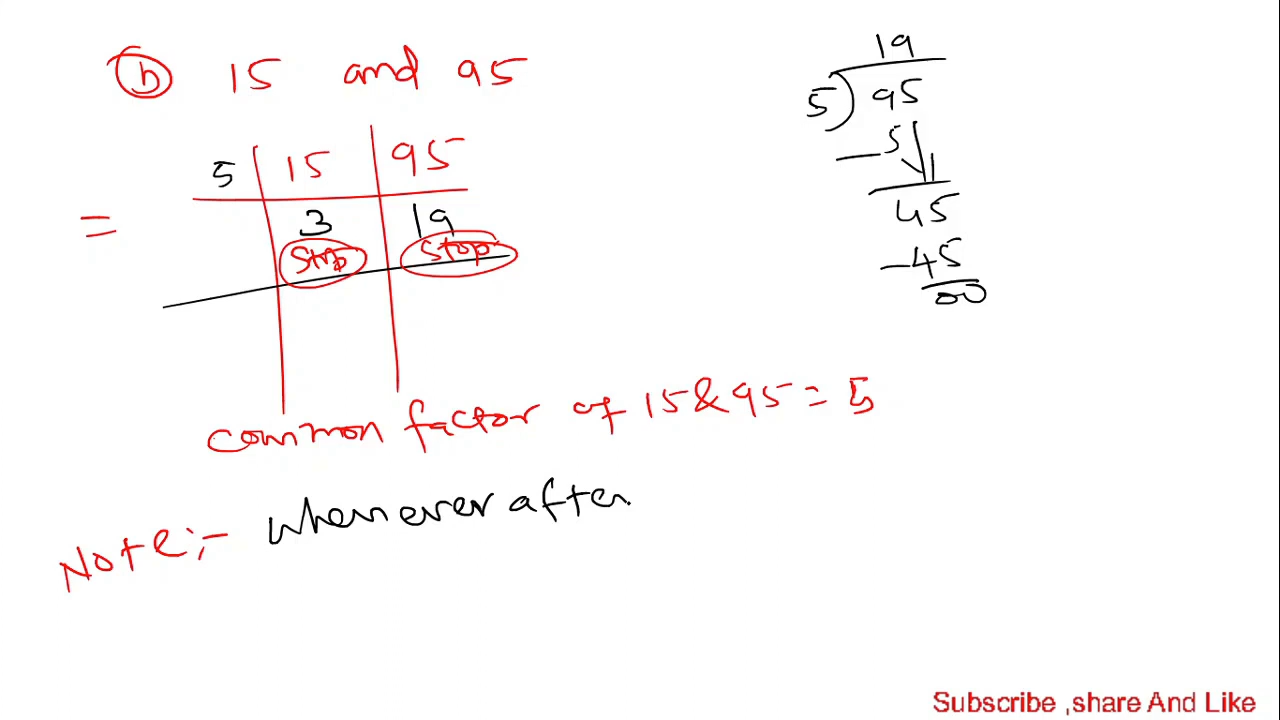 (b) 15 and 95
5 | 15 | 95
= 3 19
Stop Stop
common factor of 15 & 95 = 5
Note:- whenever after
19
5) 95
-5
45
-45
00
Subscribe ,share And Like